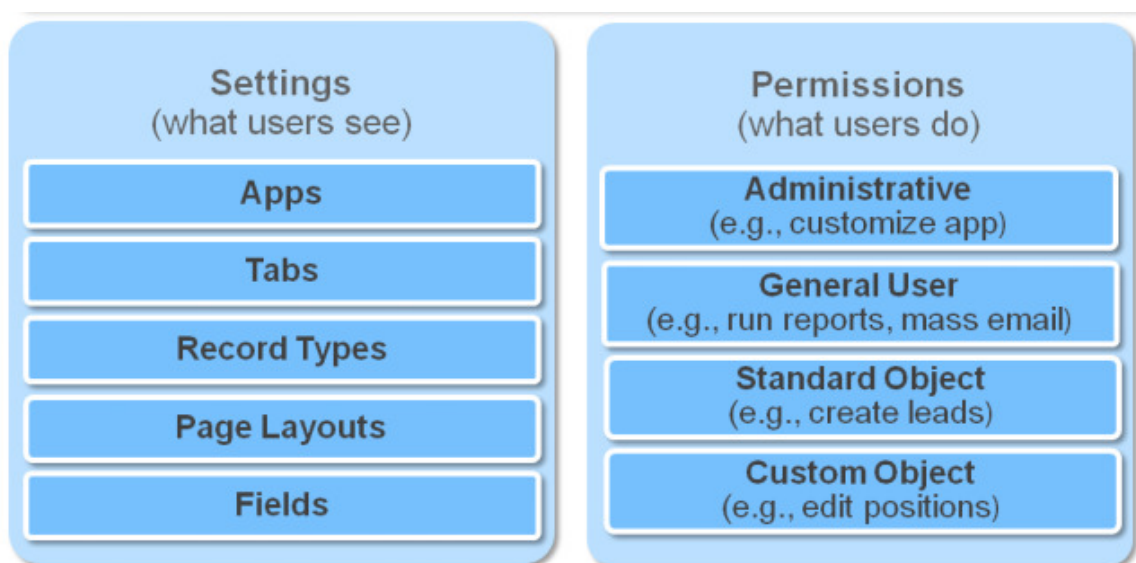 Settings
(what users see)
Apps
Tabs
Record Types
Page Layouts
Fields
Permissions
(what users do)
Administrative
(e.g., customize app)
General User
(e.g., run reports, mass email)
Standard Object
(e.g., create leads)
Custom Object
(e.g., edit positions)